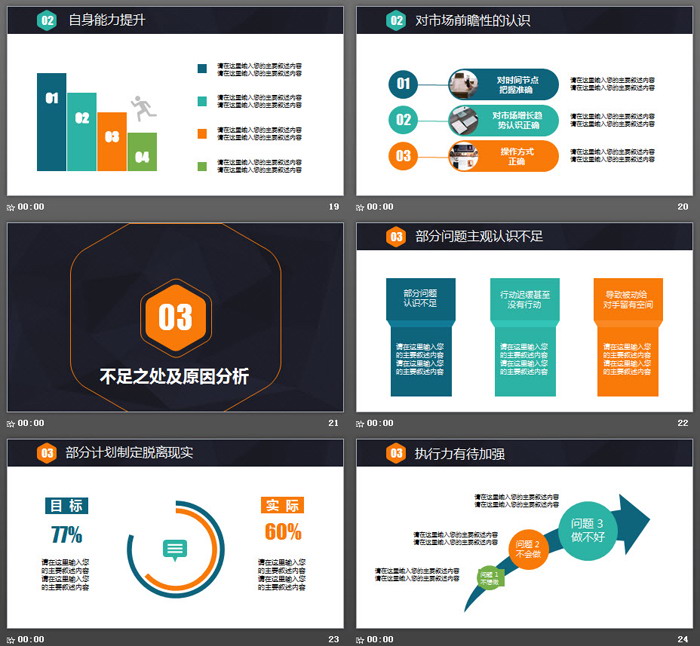 02 自身能力提升
01
02
03
04
请在这里输入您的主要叙述内容
请在这里输入您的主要叙述内容
请在这里输入您的主要叙述内容
请在这里输入您的主要叙述内容
请在这里输入您的主要叙述内容
请在这里输入您的主要叙述内容
请在这里输入您的主要叙述内容
请在这里输入您的主要叙述内容
00:00 19
02 对市场前瞻性的认识
01
对时间节点
把握准确
请在这里输入您的主要叙述内容
请在这里输入您的主要叙述内容
02
对市场增长趋
势认识正确
请在这里输入您的主要叙述内容
请在这里输入您的主要叙述内容
03
操作方式
正确
请在这里输入您的主要叙述内容
请在这里输入您的主要叙述内容
00:00 20
03
不足之处及原因分析
00:00 21
03 部分问题主观认识不足
部分问题
认识不足
请在这里输入您
的主要叙述内容
请在这里输入您
的主要叙述内容
行动迟缓甚至
没有行动
请在这里输入您
的主要叙述内容
请在这里输入您
的主要叙述内容
导致被动给
对手留有空间
请在这里输入您
的主要叙述内容
请在这里输入您
的主要叙述内容
00:00 22
03 部分计划制定脱离现实
目 标
77%
请在这里输入您
的主要叙述内容
请在这里输入您
的主要叙述内容
实 际
60%
请在这里输入您
的主要叙述内容
请在这里输入您
的主要叙述内容
00:00 23
03 执行力有待加强
请在这里输入您的主要叙述内容
请在这里输入您的主要叙述内容
问题 3
做不好
请在这里输入您的主要叙述内容
请在这里输入您的主要叙述内容
问题 2
不会做
请在这里输入您的主要叙述内容
请在这里输入您的主要叙述内容
问题 1
不想做
00:00 24